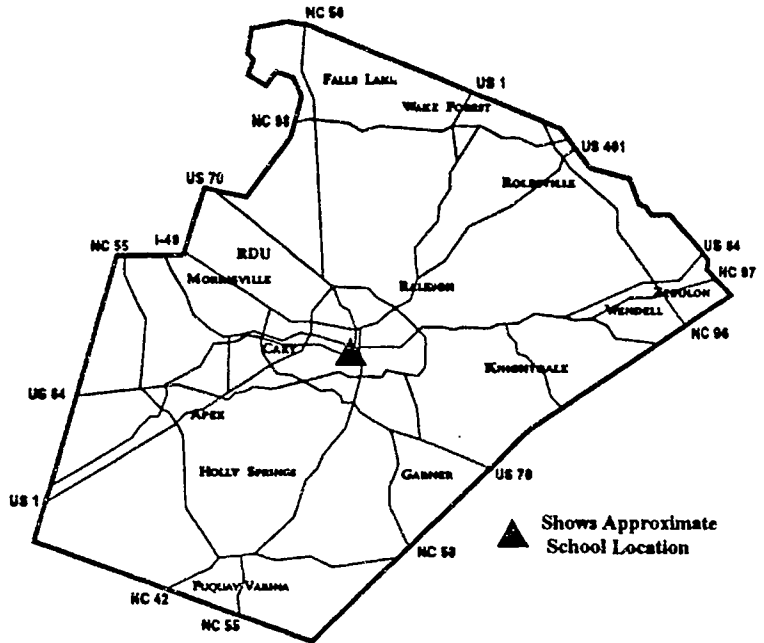 NC 50
FALLS LAKE
US 1
WAKE FOREST
NC 98
US 401
ROLESVILLE
US 70
US 64
NC 55
I-40
RDU
NC 97
MORRISVILLE
RALEIGH
ZEBULON
WENDELL
NC 96
CARY
KNIGHTDALE
US 64
APEX
HOLLY SPRINGS
GARNER
US 70
US 1
Shows Approximate
School Location
NC 50
FUQUAY-VARINA
NC 42
NC 55